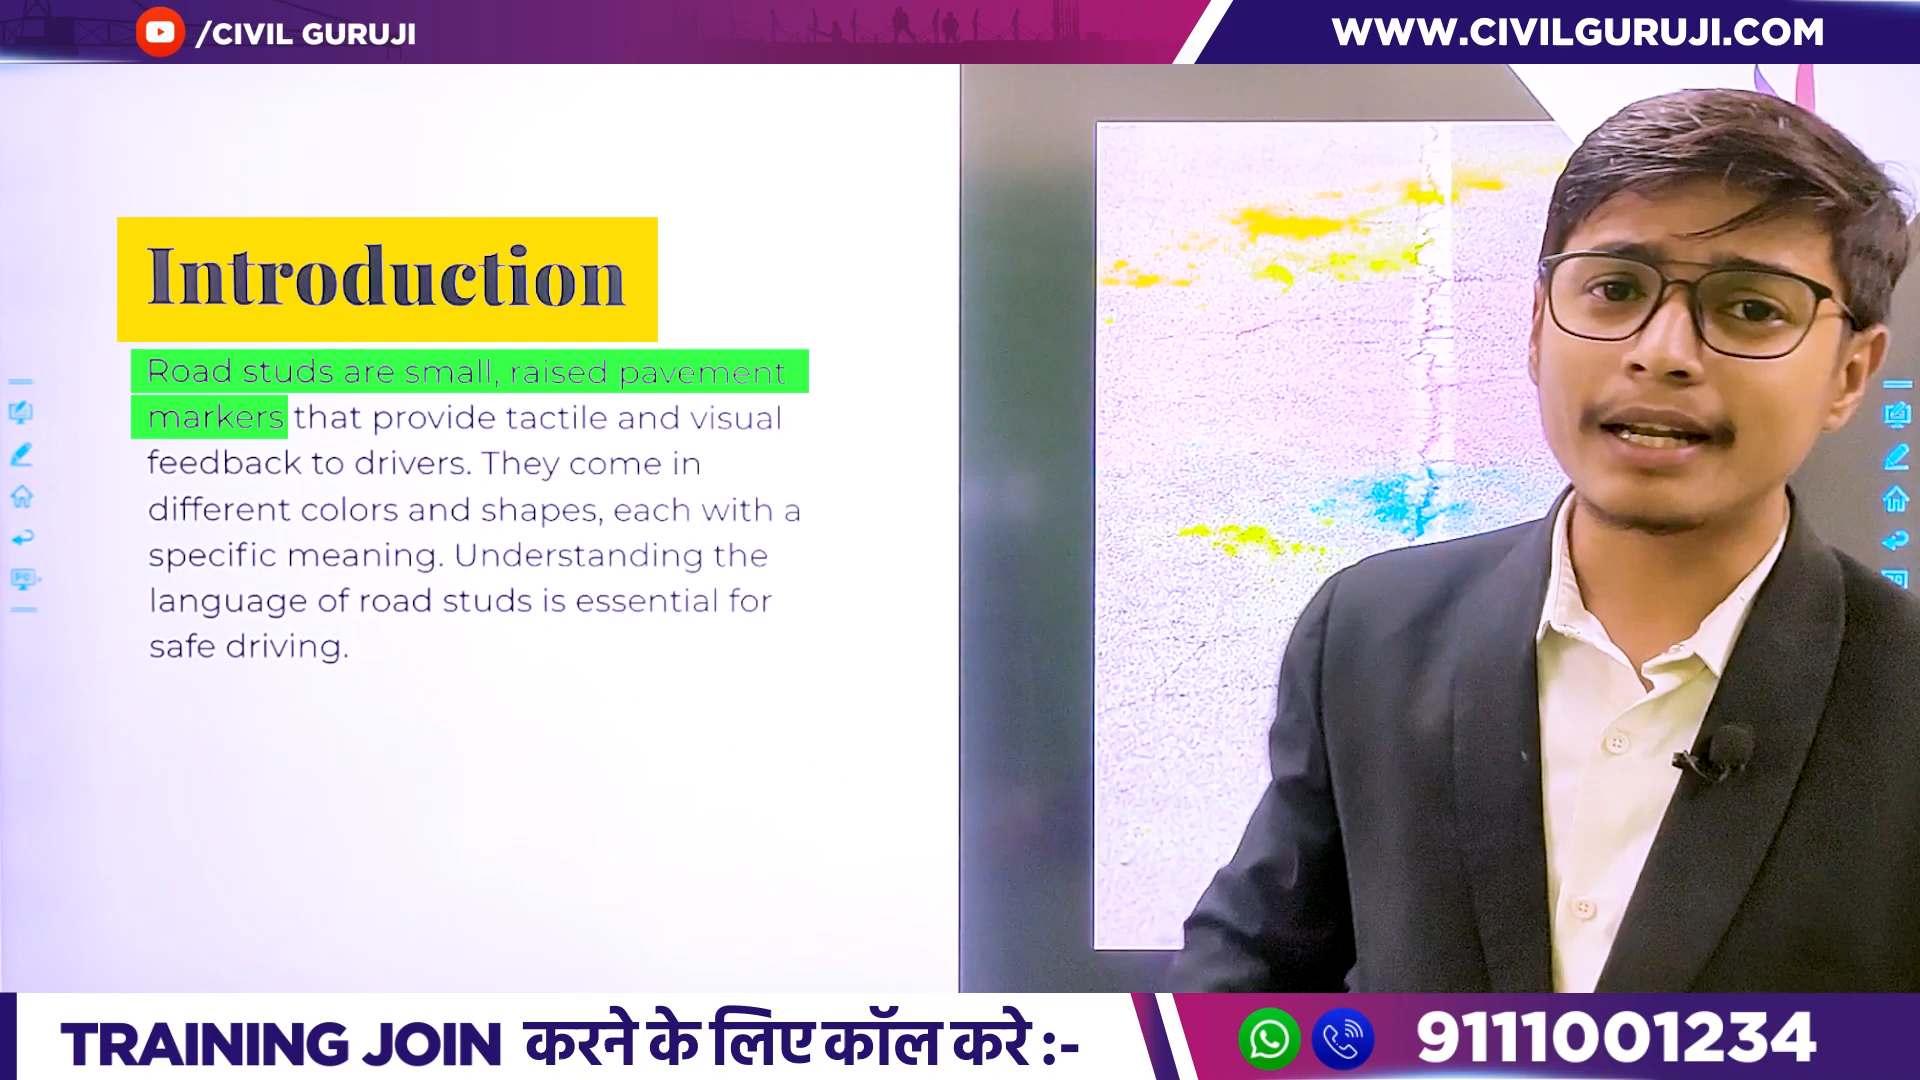 /CIVIL GURUJI
WWW.CIVILGURUJI.COM
Introduction
Road studs are small, raised pavement
markers that provide tactile and visual
feedback to drivers. They come in
different colors and shapes, each with a
specific meaning. Understanding the
language of road studs is essential for
safe driving.
TRAINING JOIN करने के लिए कॉल करे :-
9111001234